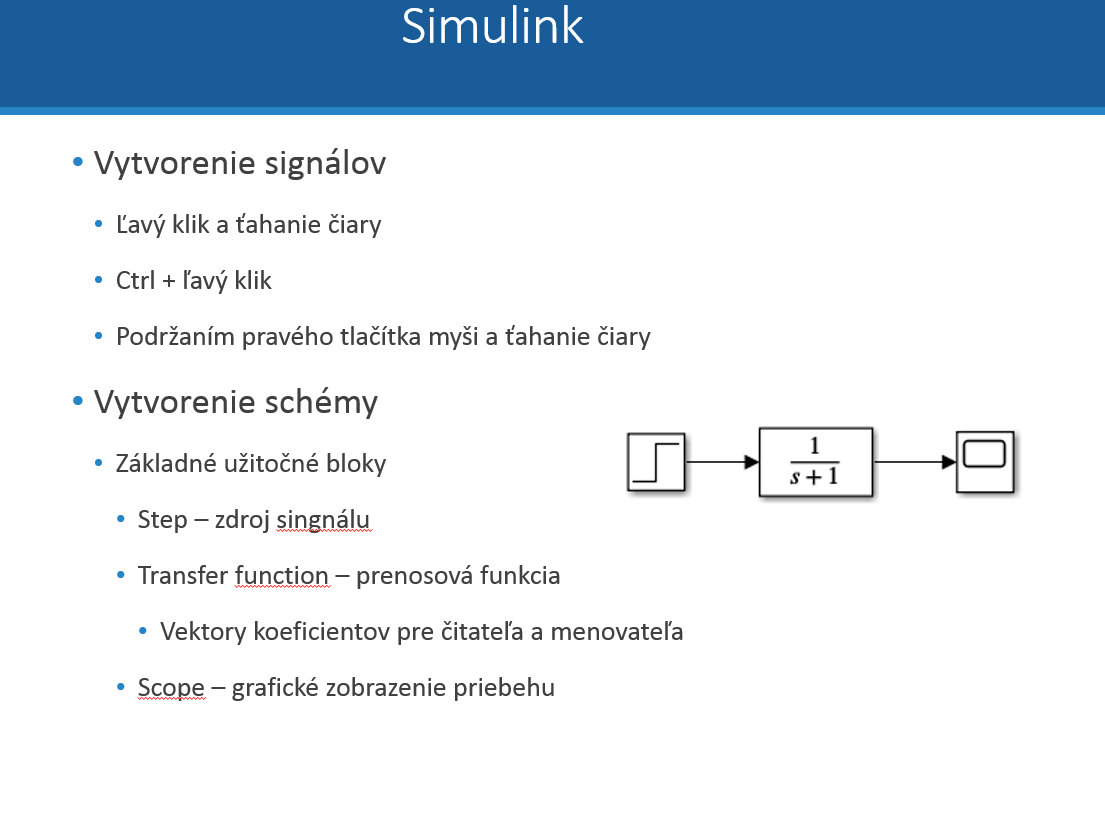 Simulink
• Vytvorenie signálov
• Ľavý klik a ťahanie čiary
• Ctrl + ľavý klik
• Podržaním pravého tlačítka myši a ťahanie čiary
• Vytvorenie schémy
• Základné užitočné bloky
• Step – zdroj singnálu
• Transfer function – prenosová funkcia
• Vektory koeficientov pre čitateľa a menovateľa
• Scope – grafické zobrazenie priebehu
1
s + 1